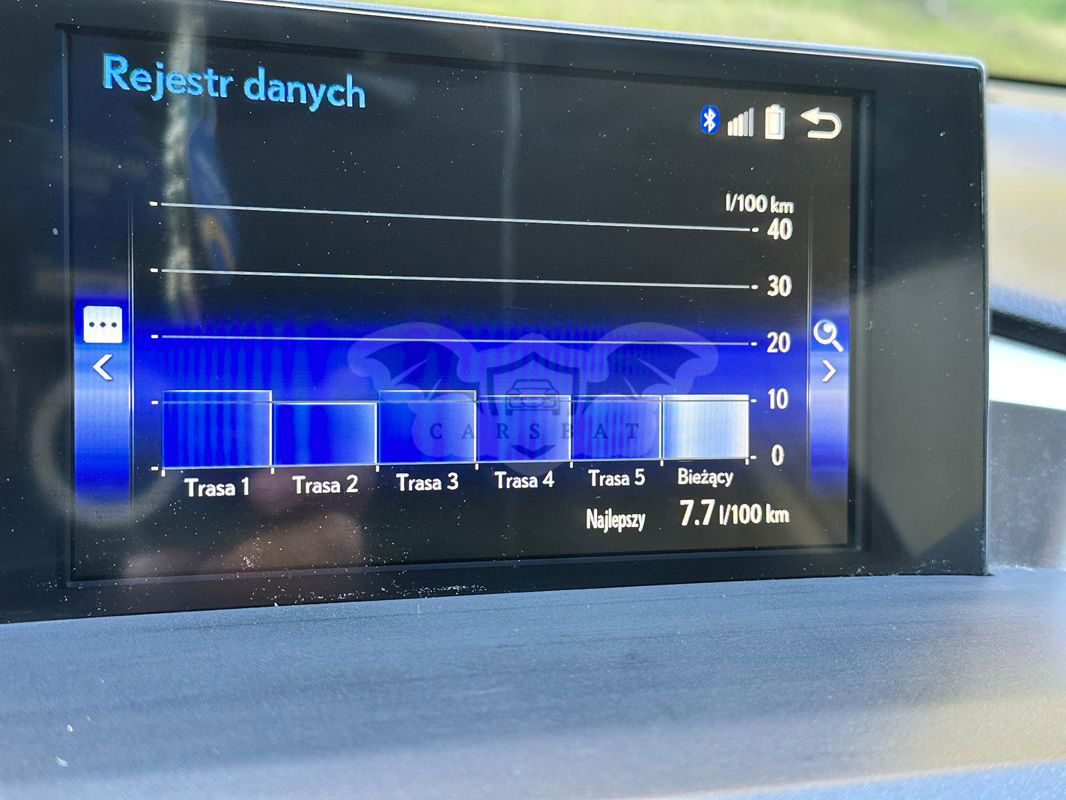 Rejestr danych
l/100 km
40
30
20
10
0
CARSBAT
Trasa 1 Trasa 2 Trasa 3 Trasa 4 Trasa 5 Bieżący
Najlepszy 7.7 l/100 km